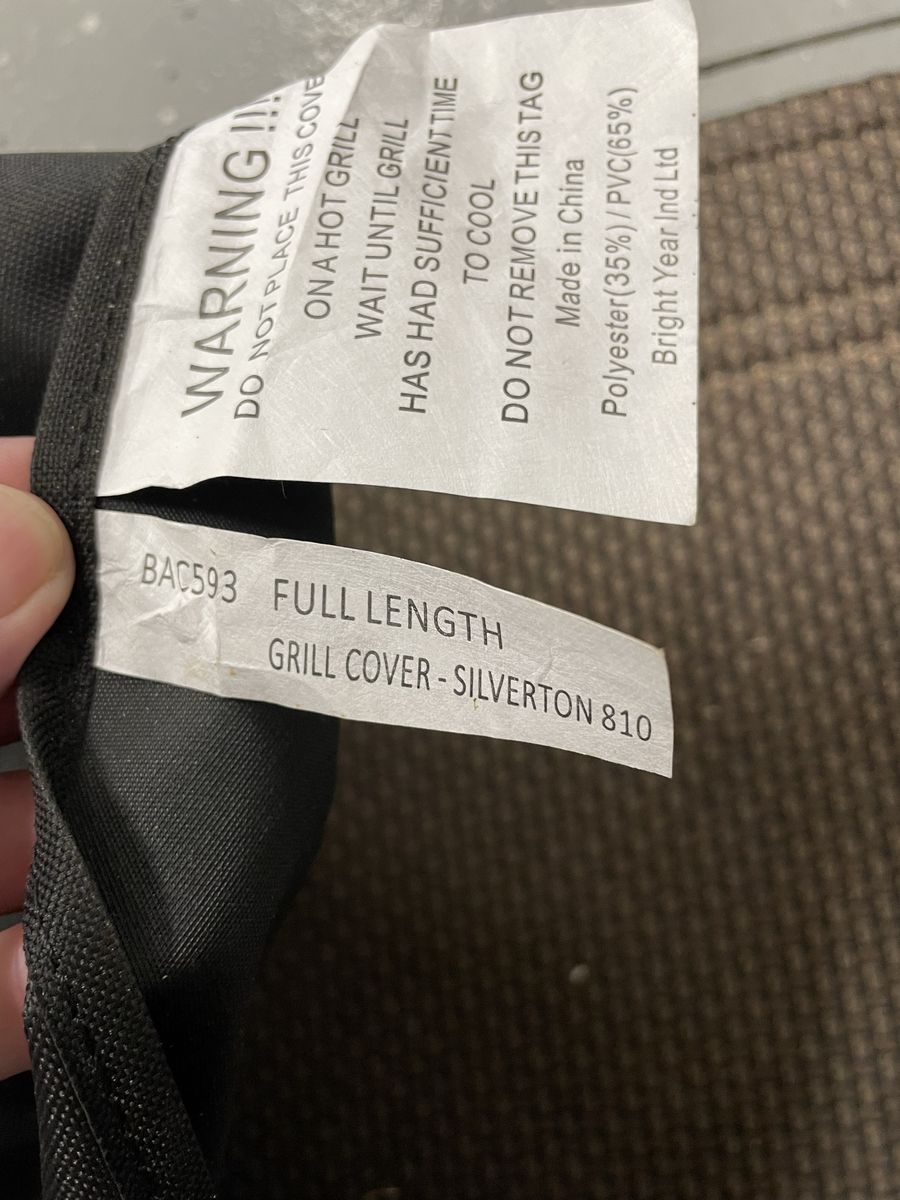 WARNING !!!
DO NOT PLACE THIS COVE
ON A HOT GRILL
WAIT UNTIL GRILL
HAS HAD SUFFICIENT TIME
TO COOL
DO NOT REMOVE THIS TAG
Made in China
Polyester(35%) / PVC(65%)
Bright Year Ind Ltd
BAC593 FULL LENGTH
GRILL COVER - SILVERTON 810